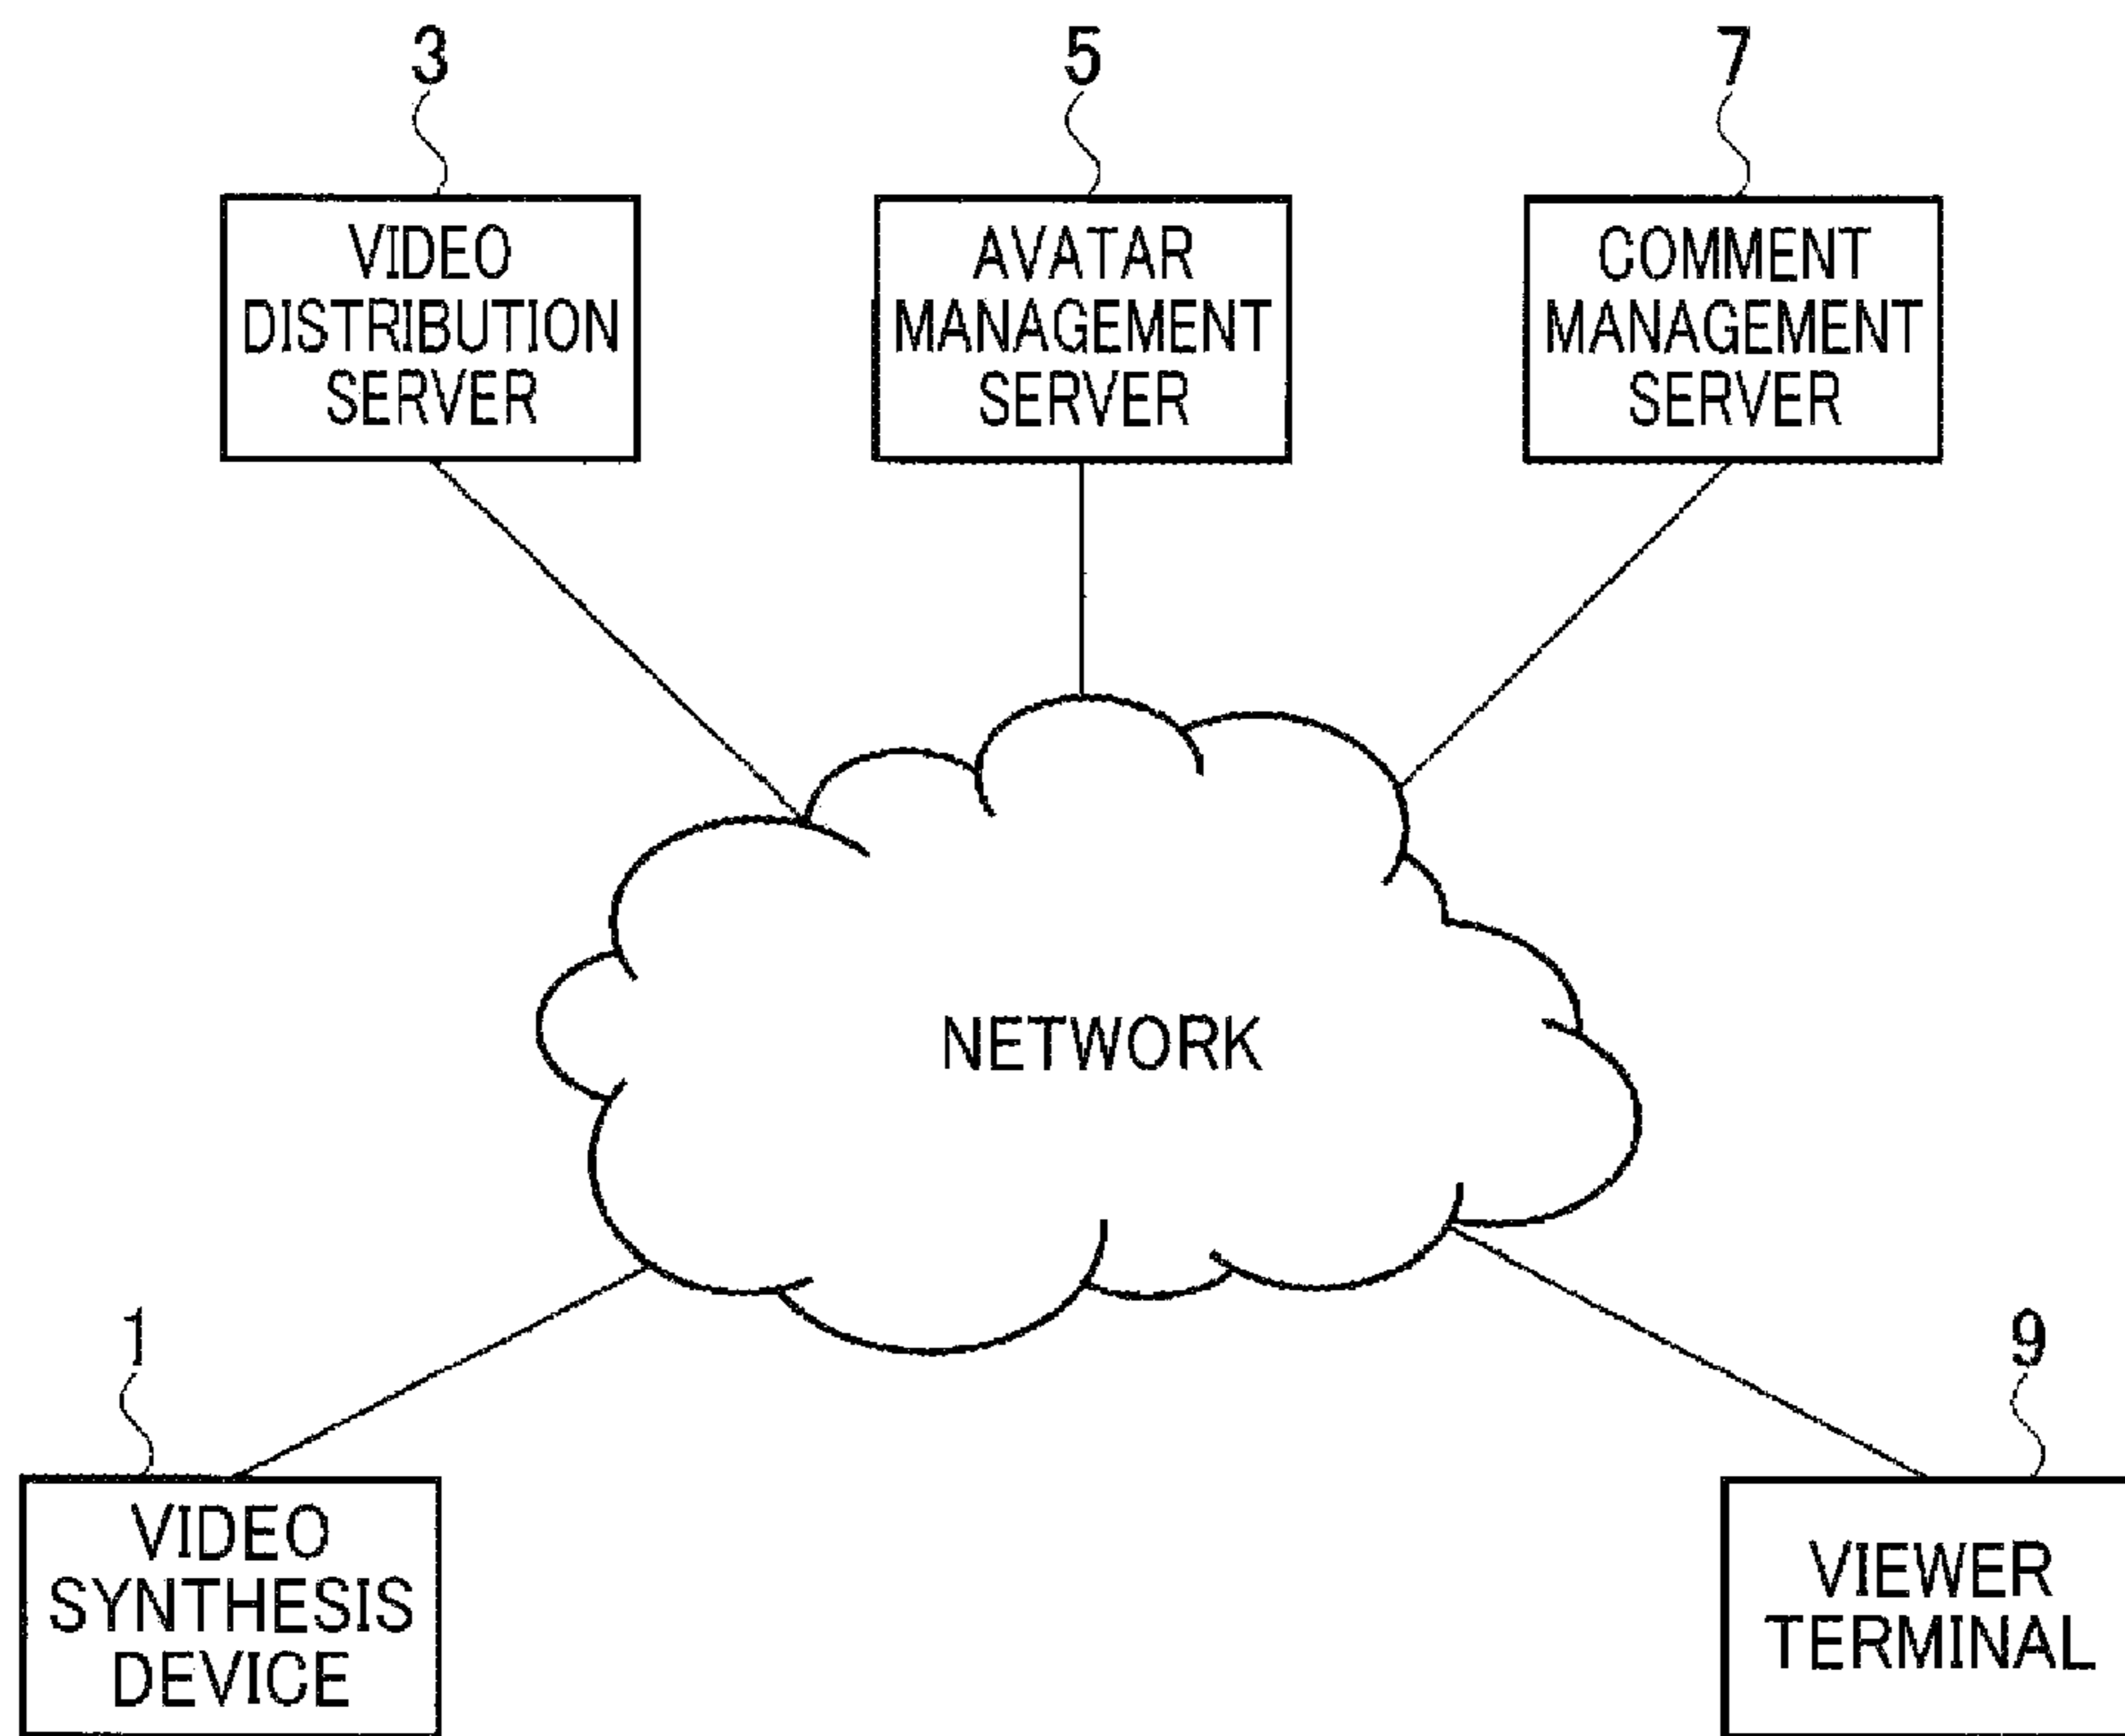 3
5
7
VIDEO
DISTRIBUTION
SERVER
AVATAR
MANAGEMENT
SERVER
COMMENT
MANAGEMENT
SERVER
NETWORK
1
9
VIDEO
SYNTHESIS
DEVICE
VIEWER
TERMINAL